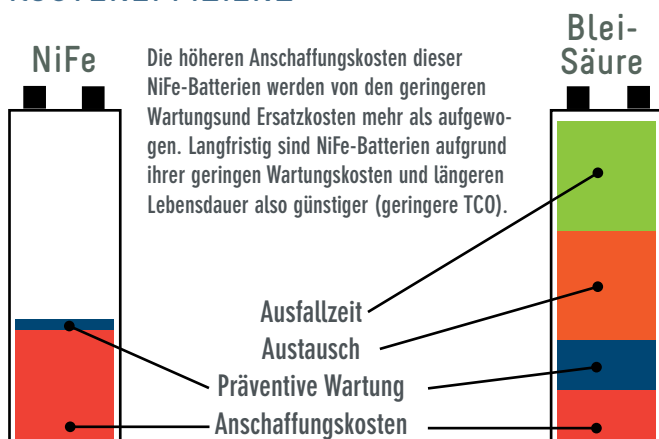 NiFe
Die höheren Anschaffungskosten dieser
NiFe-Batterien werden von den geringeren
Wartungsund Ersatzkosten mehr als aufgewo-
gen. Langfristig sind NiFe-Batterien aufgrund
ihrer geringen Wartungskosten und längeren
Lebensdauer also günstiger (geringere TCO).
Blei-
Säure
Ausfallzeit
Austausch
Präventive Wartung
Anschaffungskosten